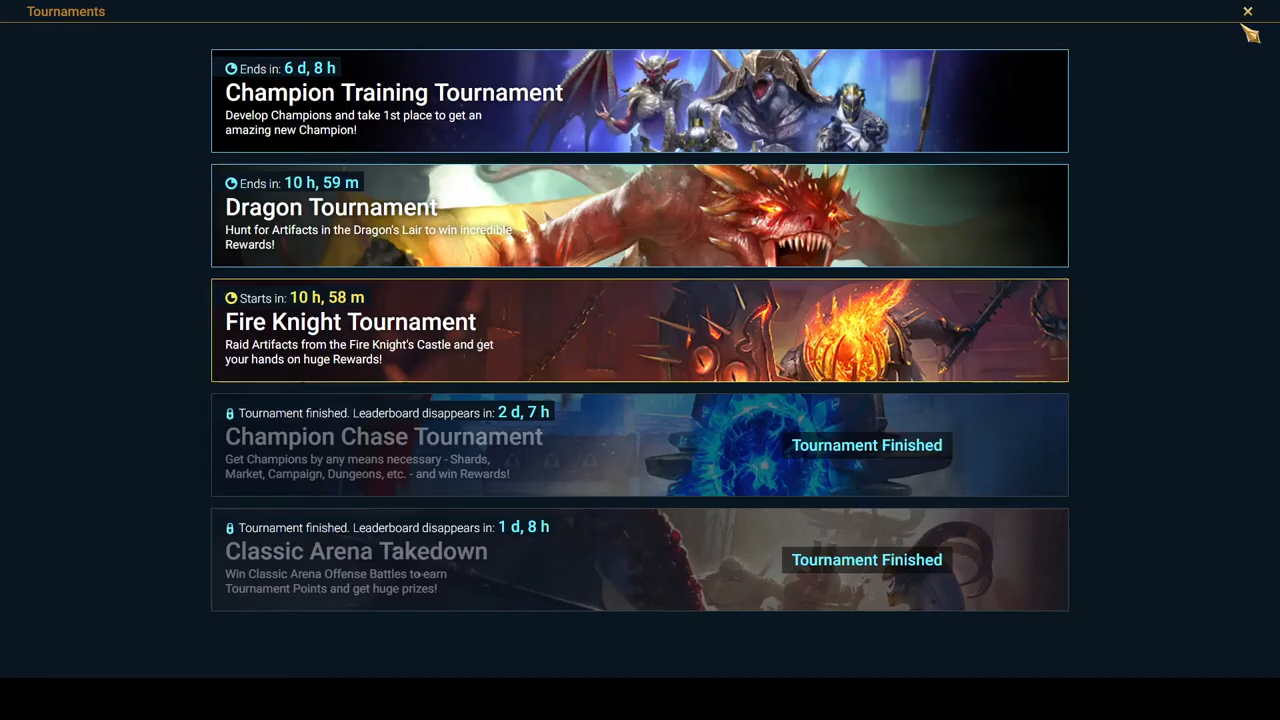 Tournaments
Ends in: 6 d, 8 h
Champion Training Tournament
Develop Champions and take 1st place to get an
amazing new Champion!
Ends in: 10 h, 59 m
Dragon Tournament
Hunt for Artifacts in the Dragon's Lair to win incredible
Rewards!
Starts in: 10 h, 58 m
Fire Knight Tournament
Raid Artifacts from the Fire Knight's Castle and get
your hands on huge Rewards!
Tournament finished. Leaderboard disappears in: 2 d, 7 h
Champion Chase Tournament
Get Champions by any means necessary - Shards,
Market, Campaign, Dungeons, etc. - and win Rewards!
Tournament Finished
Tournament finished. Leaderboard disappears in: 1 d, 8 h
Classic Arena Takedown
Win Classic Arena Offense Battles to earn
Tournament Points and get huge prizes!
Tournament Finished